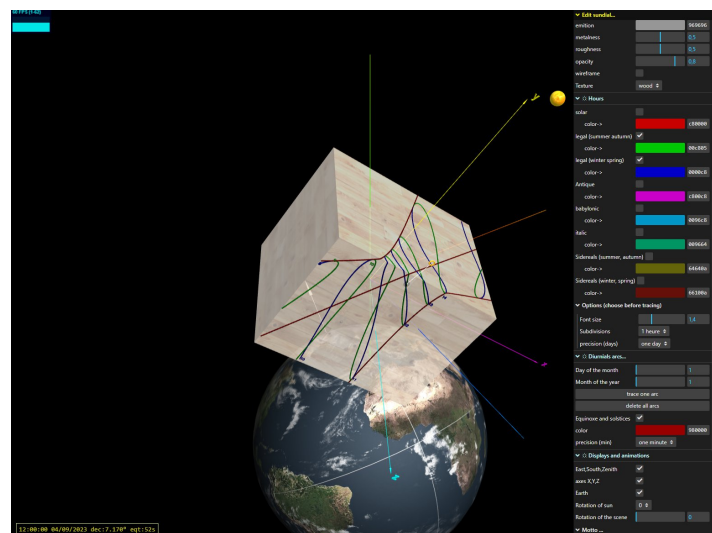 60 FPS (1-60)
Edit sundial...
emition 969696
metalness 0,5
roughness 0,5
opacity 0,8
wireframe
Texture wood
Hours
solar
color-> c80000
legal (summer autumn)
color-> 00c805
legal (winter spring)
color-> 0000c8
Antique
color-> c800c8
babylonic
color-> 0096c8
italic
color-> 009664
Sidereals (summer, autumn)
color-> 64640a
Sidereals (winter, spring)
color-> 66100a
Options (choose before tracing)
Font size 1,4
Subdivisions 1 heure
precision (days) one day
Diurnials arcs...
Day of the month 1
Month of the year 1
trace one arc
delete all arcs
Equinoxe and solstices
color 980000
precision (min) one minute
Displays and animations
East,South,Zenith
axes X,Y,Z
Earth
Rotation of sun 0
Rotation of the scene 0
Motto ...
12:00:00 04/09/2023 dec:7.170° eqt:52s